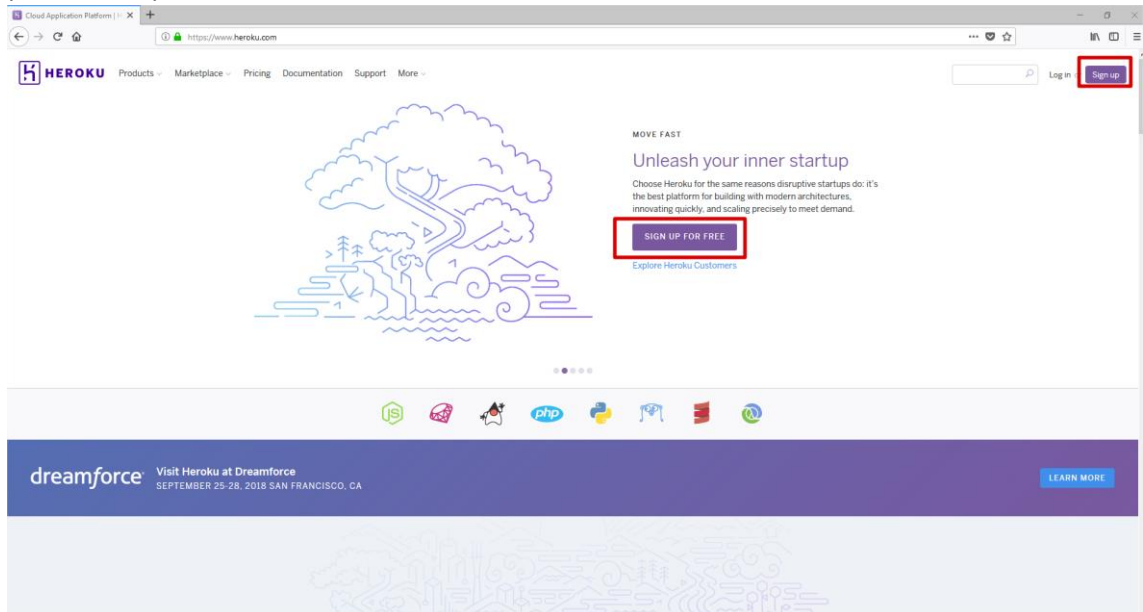 Cloud Application Platform | H
https://www.heroku.com
HEROKU Products Marketplace Pricing Documentation Support More
Log in Sign up
MOVE FAST
Unleash your inner startup
Choose Heroku for the same reasons disruptive startups do: it's
the best platform for building with modern architectures,
innovating quickly, and scaling precisely to meet demand.
SIGN UP FOR FREE
Explore Heroku Customers
JS php
dreamforce
Visit Heroku at Dreamforce
SEPTEMBER 25-28, 2018 SAN FRANCISCO, CA
LEARN MORE